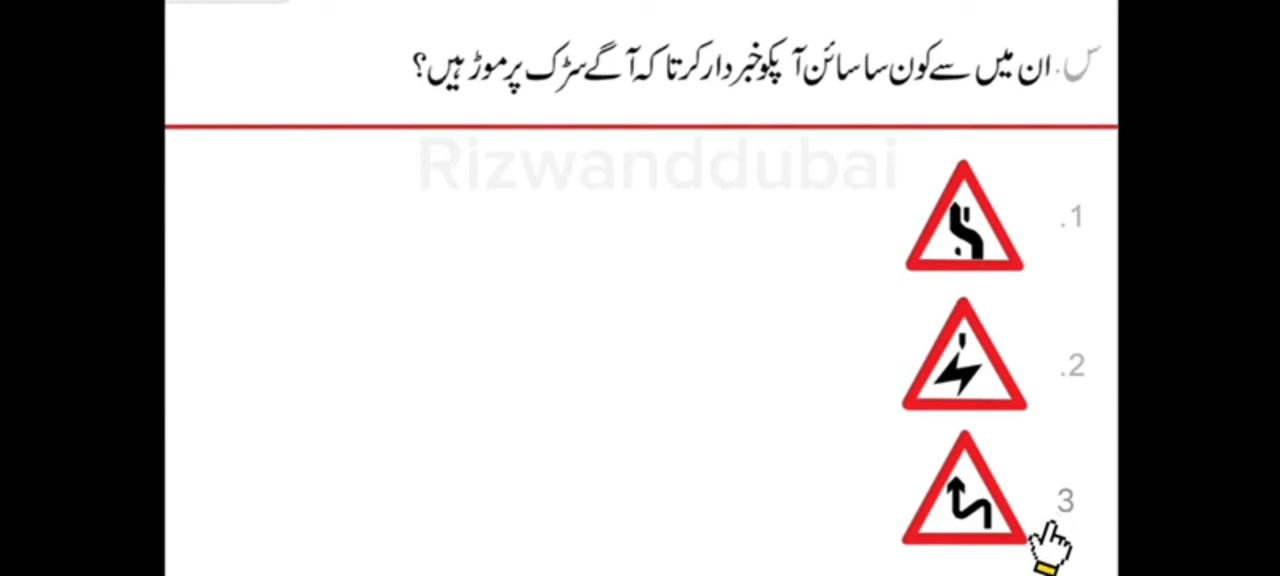 س. ان میں سے کون سا سائن آپکو خبردار کرتا کہ آگے سڑک پر موڑ ہیں؟
Rizwanddubai
.1
.2
3